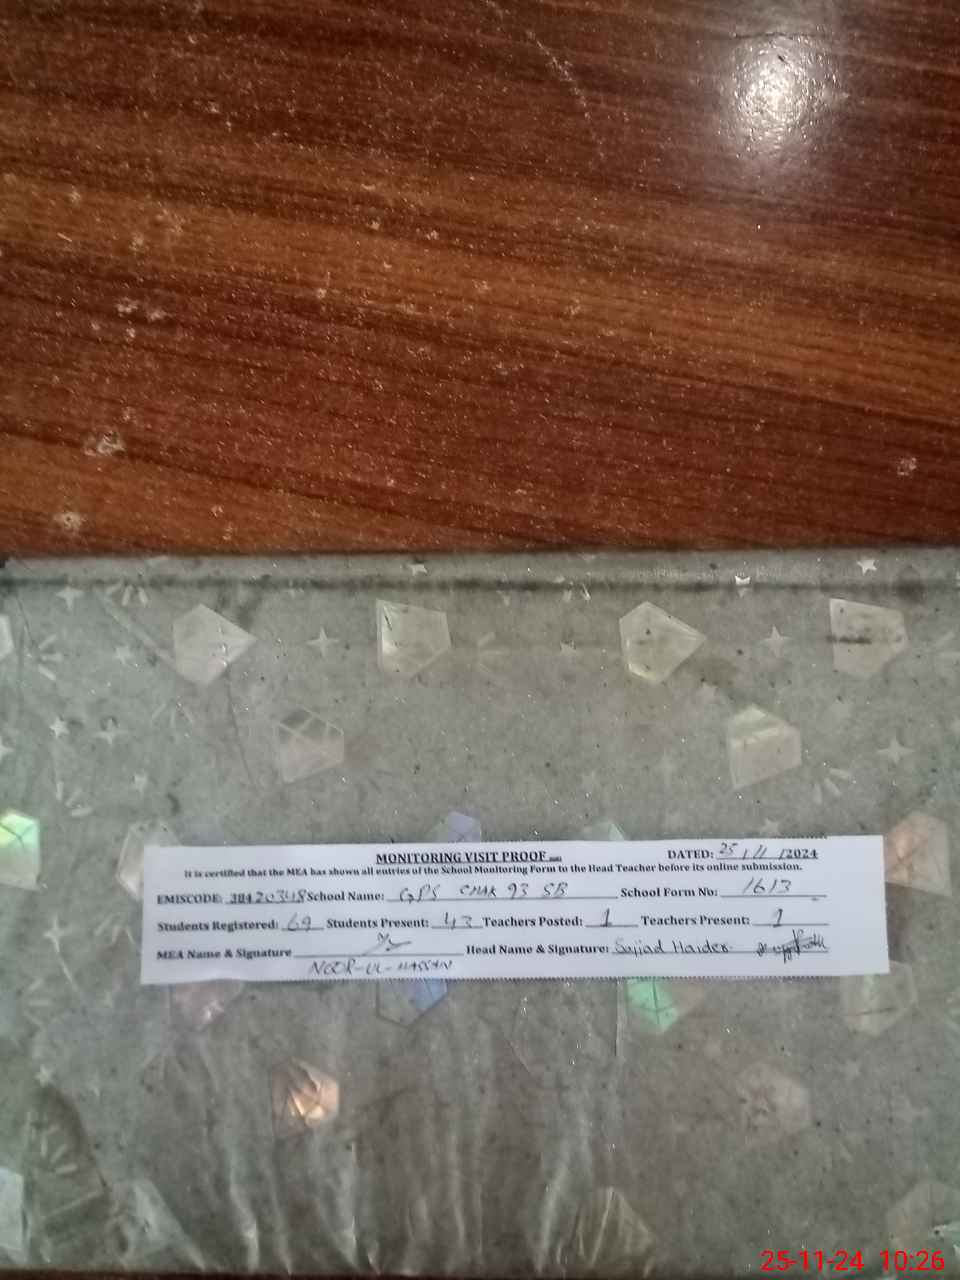 MONITORING VISIT PROOF
DATED: 25/11/2024
It is certified that the MEA has shown all entries of the School Monitoring Form to the Head Teacher before its online submission.
EMISCODE: 38420348 School Name: GPS CHAK 93 SB School Form No: 1613
Students Registered: 69 Students Present: 43 Teachers Posted: 1 Teachers Present: 1
MEA Name & Signature Head Name & Signature: Sajjad Haider
NOOR-UL-HASSAN
25-11-24 10:26